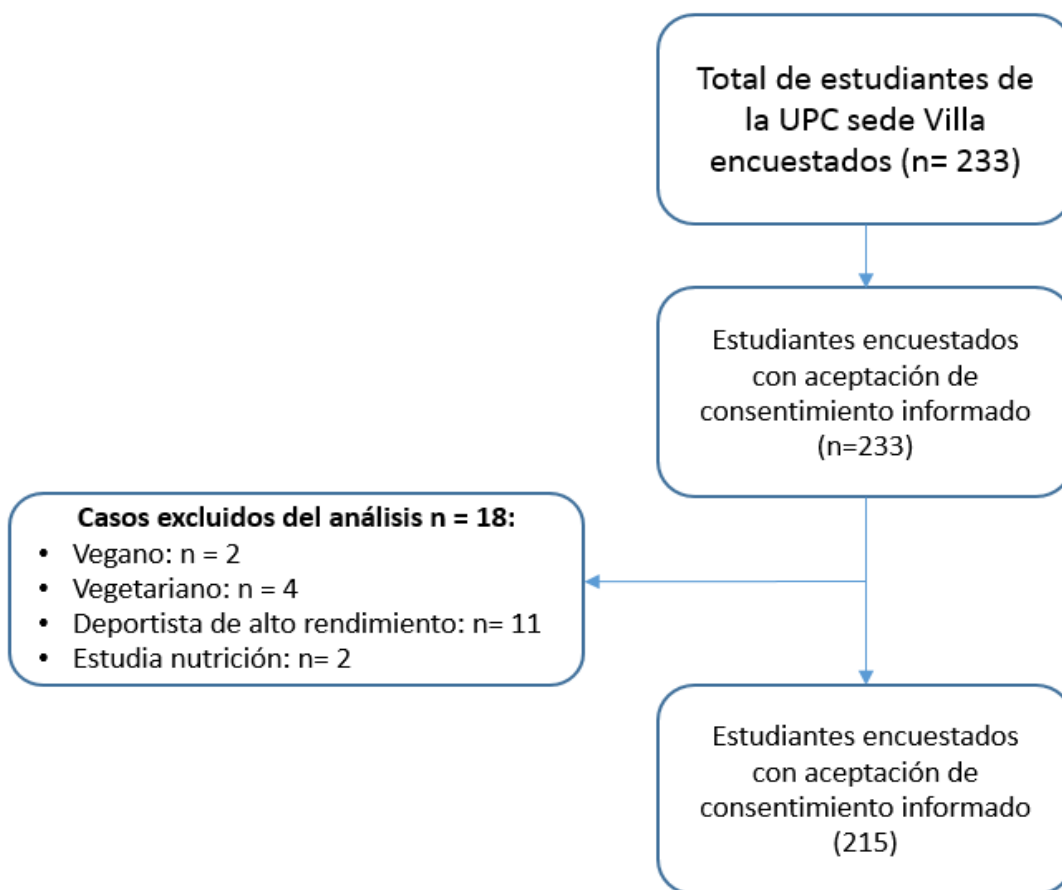 Total de estudiantes de
la UPC sede Villa
encuestados (n= 233)
Estudiantes encuestados
con aceptación de
consentimiento informado
(n=233)
Casos excluidos del análisis n = 18:
• Vegano: n = 2
• Vegetariano: n = 4
• Deportista de alto rendimiento: n= 11
• Estudia nutrición: n= 2
Estudiantes encuestados
con aceptación de
consentimiento informado
(215)